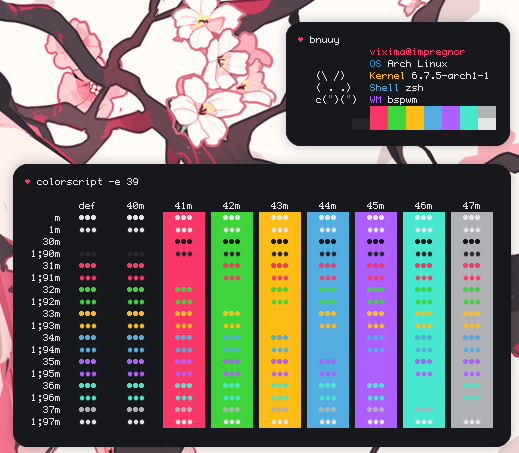 ♥ bnuuy
vixima@impregnor
OS Arch Linux
(\ /) Kernel 6.7.5-arch1-1
( . .) Shell zsh
c(")(") WM bspwm
♥ colorscript -e 39
def 40m 41m 42m 43m 44m 45m 46m 47m
m ●●● ●●● ●●● ●●● ●●● ●●● ●●● ●●● ●●●
1m ●●● ●●● ●●● ●●● ●●● ●●● ●●● ●●● ●●●
30m ●●● ●●● ●●● ●●● ●●● ●●● ●●●
1;90m ●●● ●●● ●●● ●●● ●●● ●●● ●●● ●●● ●●●
31m ●●● ●●● ●●● ●●● ●●● ●●● ●●● ●●●
1;91m ●●● ●●● ●●● ●●● ●●● ●●● ●●● ●●●
32m ●●● ●●● ●●● ●●● ●●● ●●● ●●● ●●●
1;92m ●●● ●●● ●●● ●●● ●●● ●●● ●●● ●●●
33m ●●● ●●● ●●● ●●● ●●● ●●● ●●● ●●●
1;93m ●●● ●●● ●●● ●●● ●●● ●●● ●●● ●●●
34m ●●● ●●● ●●● ●●● ●●● ●●● ●●● ●●●
1;94m ●●● ●●● ●●● ●●● ●●● ●●● ●●● ●●●
35m ●●● ●●● ●●● ●●● ●●● ●●● ●●● ●●●
1;95m ●●● ●●● ●●● ●●● ●●● ●●● ●●● ●●●
36m ●●● ●●● ●●● ●●● ●●● ●●● ●●● ●●●
1;96m ●●● ●●● ●●● ●●● ●●● ●●● ●●● ●●●
37m ●●● ●●● ●●● ●●● ●●● ●●● ●●● ●●●
1;97m ●●● ●●● ●●● ●●● ●●● ●●● ●●● ●●● ●●●